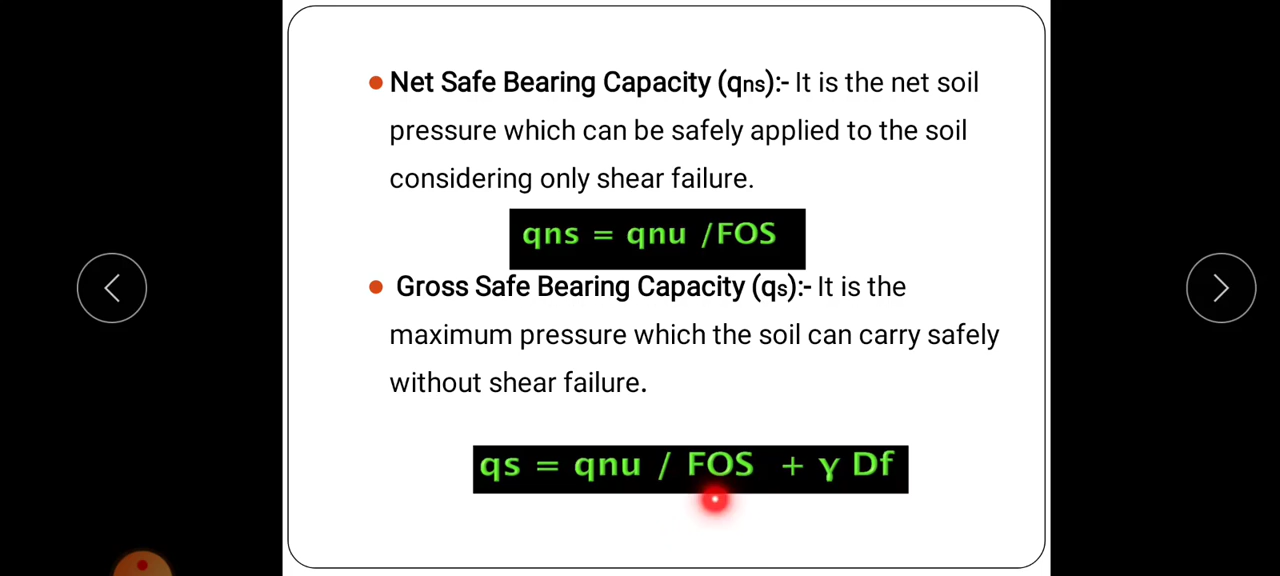 Net Safe Bearing Capacity (qns):- It is the net soil
pressure which can be safely applied to the soil
considering only shear failure.
qns = qnu /FOS
Gross Safe Bearing Capacity (qs):- It is the
maximum pressure which the soil can carry safely
without shear failure.
qs = qnu / FOS + γ Df